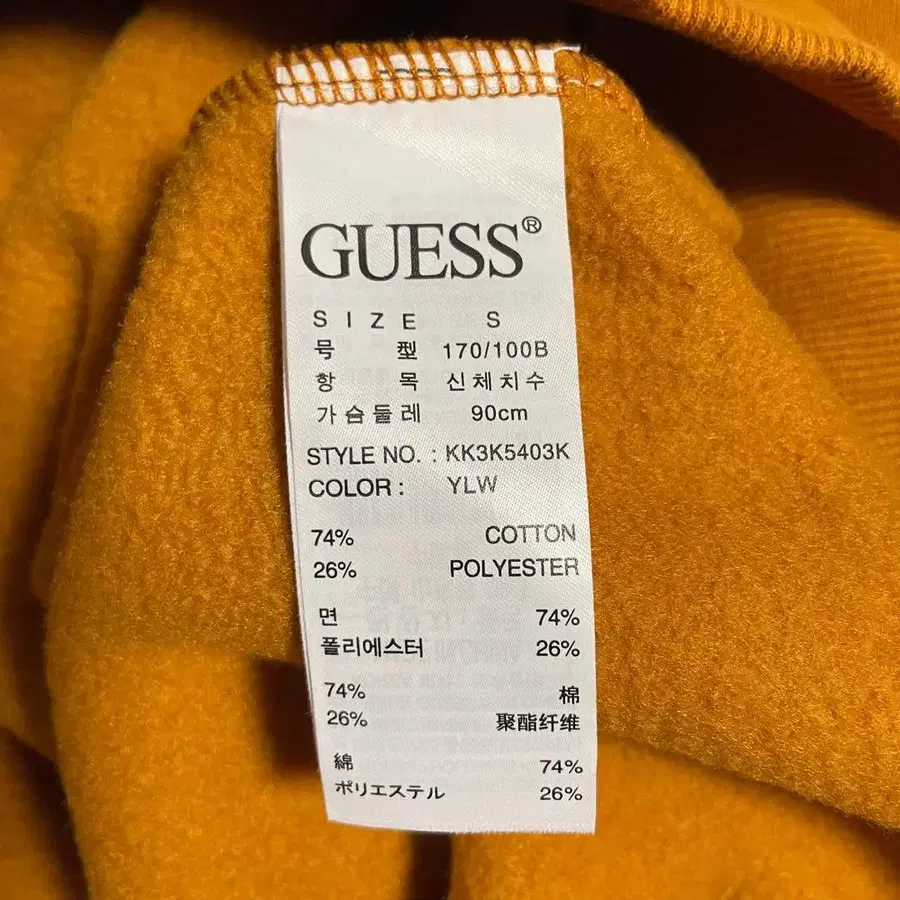 GUESS®
SIZE S
号型 170/100B
항목 신체치수
가슴둘레 90cm
STYLE NO. : KK3K5403K
COLOR : YLW
74% COTTON
26% POLYESTER
면 74%
폴리에스터 26%
74% 棉
26% 聚酯纤维
綿 74%
ポリエステル 26%